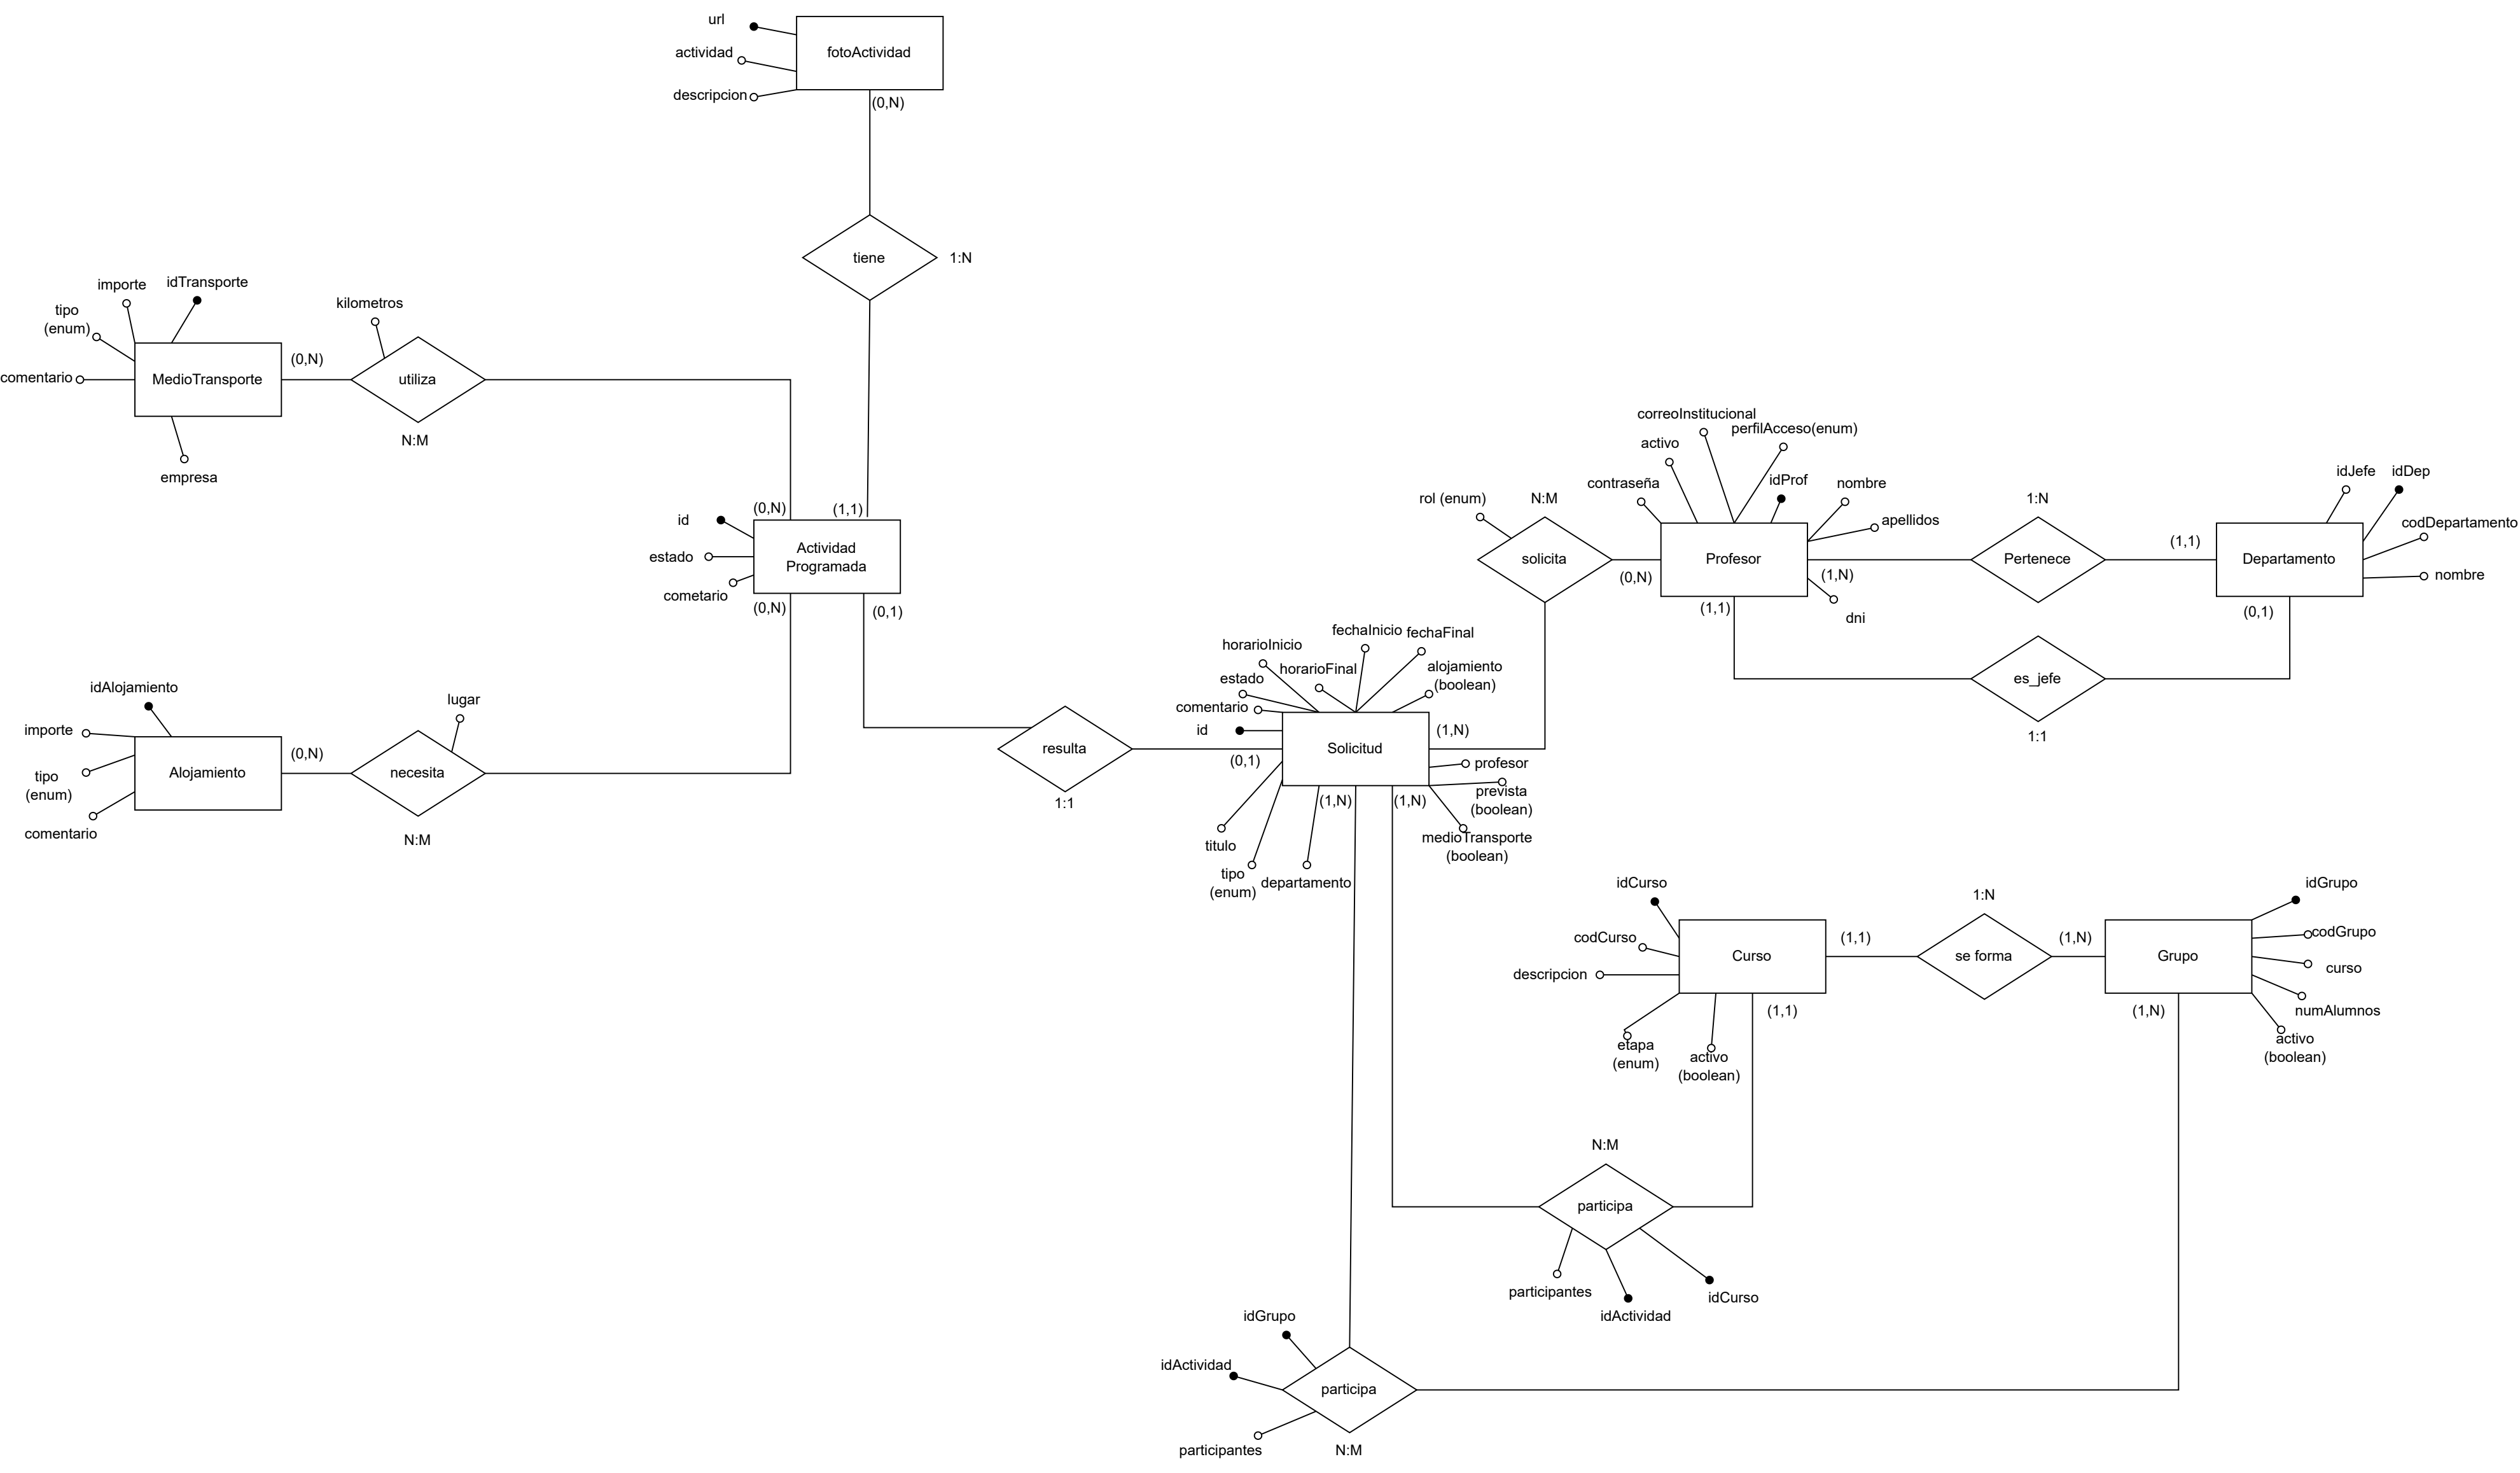 url
fotoActividad
actividad
descripcion
(0,N)
tiene
1:N
idTransporte
importe
tipo
(enum)
kilometros
comentario
MedioTransporte
(0,N)
utiliza
N:M
empresa
(0,N)
(1,1)
id
estado
cometario
Actividad
Programada
(0,N)
(0,1)
idAlojamiento
importe
tipo
(enum)
comentario
Alojamiento
(0,N)
lugar
necesita
N:M
resulta
1:1
fechaInicio
fechaFinal
horarioInicio
horarioFinal
alojamiento
(boolean)
estado
comentario
id
(0,1)
Solicitud
(1,N)
profesor
prevista
(boolean)
medioTransporte
(boolean)
(1,N)
(1,N)
titulo
tipo
(enum)
departamento
rol (enum)
N:M
solicita
correoInstitucional
perfilAcceso(enum)
activo
contraseña
idProf
nombre
apellidos
Profesor
(0,N)
(1,N)
(1,1)
dni
1:N
Pertenece
(1,1)
idJefe
idDep
codDepartamento
nombre
Departamento
(0,1)
es_jefe
1:1
idCurso
codCurso
descripcion
Curso
etapa
(enum)
activo
(boolean)
(1,1)
(1,1)
1:N
se forma
(1,N)
Grupo
idGrupo
codGrupo
curso
numAlumnos
activo
(boolean)
(1,N)
N:M
participa
participantes
idActividad
idCurso
idGrupo
idActividad
participa
participantes
N:M